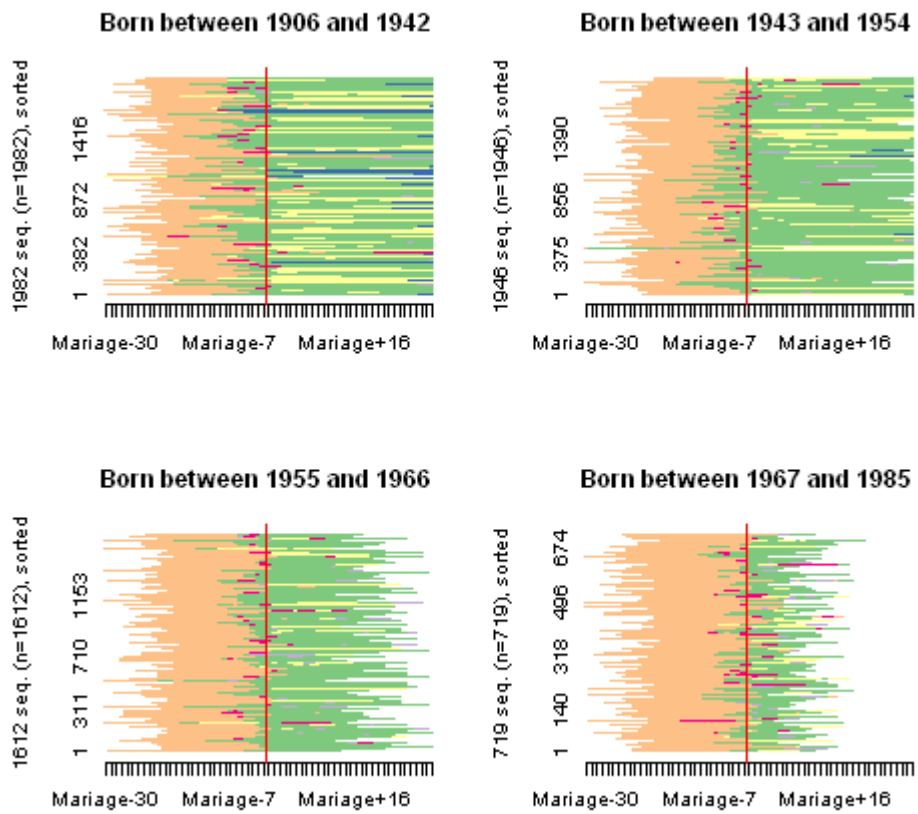 Born between 1906 and 1942
1982 seq. (n=1982), sorted
1 382 872 1416
Mariage-30 Mariage-7 Mariage+16
Born between 1943 and 1954
1946 seq. (n=1946), sorted
1 375 856 1390
Mariage-30 Mariage-7 Mariage+16
Born between 1955 and 1966
1612 seq. (n=1612), sorted
1 311 710 1153
Mariage-30 Mariage-7 Mariage+16
Born between 1967 and 1985
719 seq. (n=719), sorted
1 140 318 496 674
Mariage-30 Mariage-7 Mariage+16